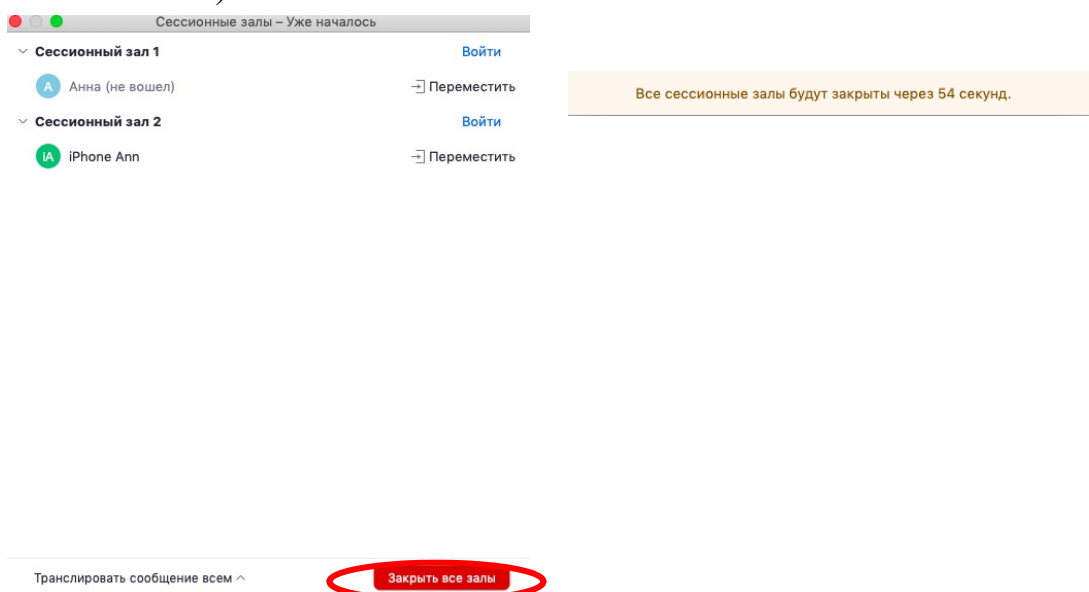 Сессионные залы – Уже началось
Сессионный зал 1 Войти
А Анна (не вошел) Переместить
Сессионный зал 2 Войти
iA iPhone Ann Переместить
Транслировать сообщение всем Закрыть все залы
Все сессионные залы будут закрыты через 54 секунд.